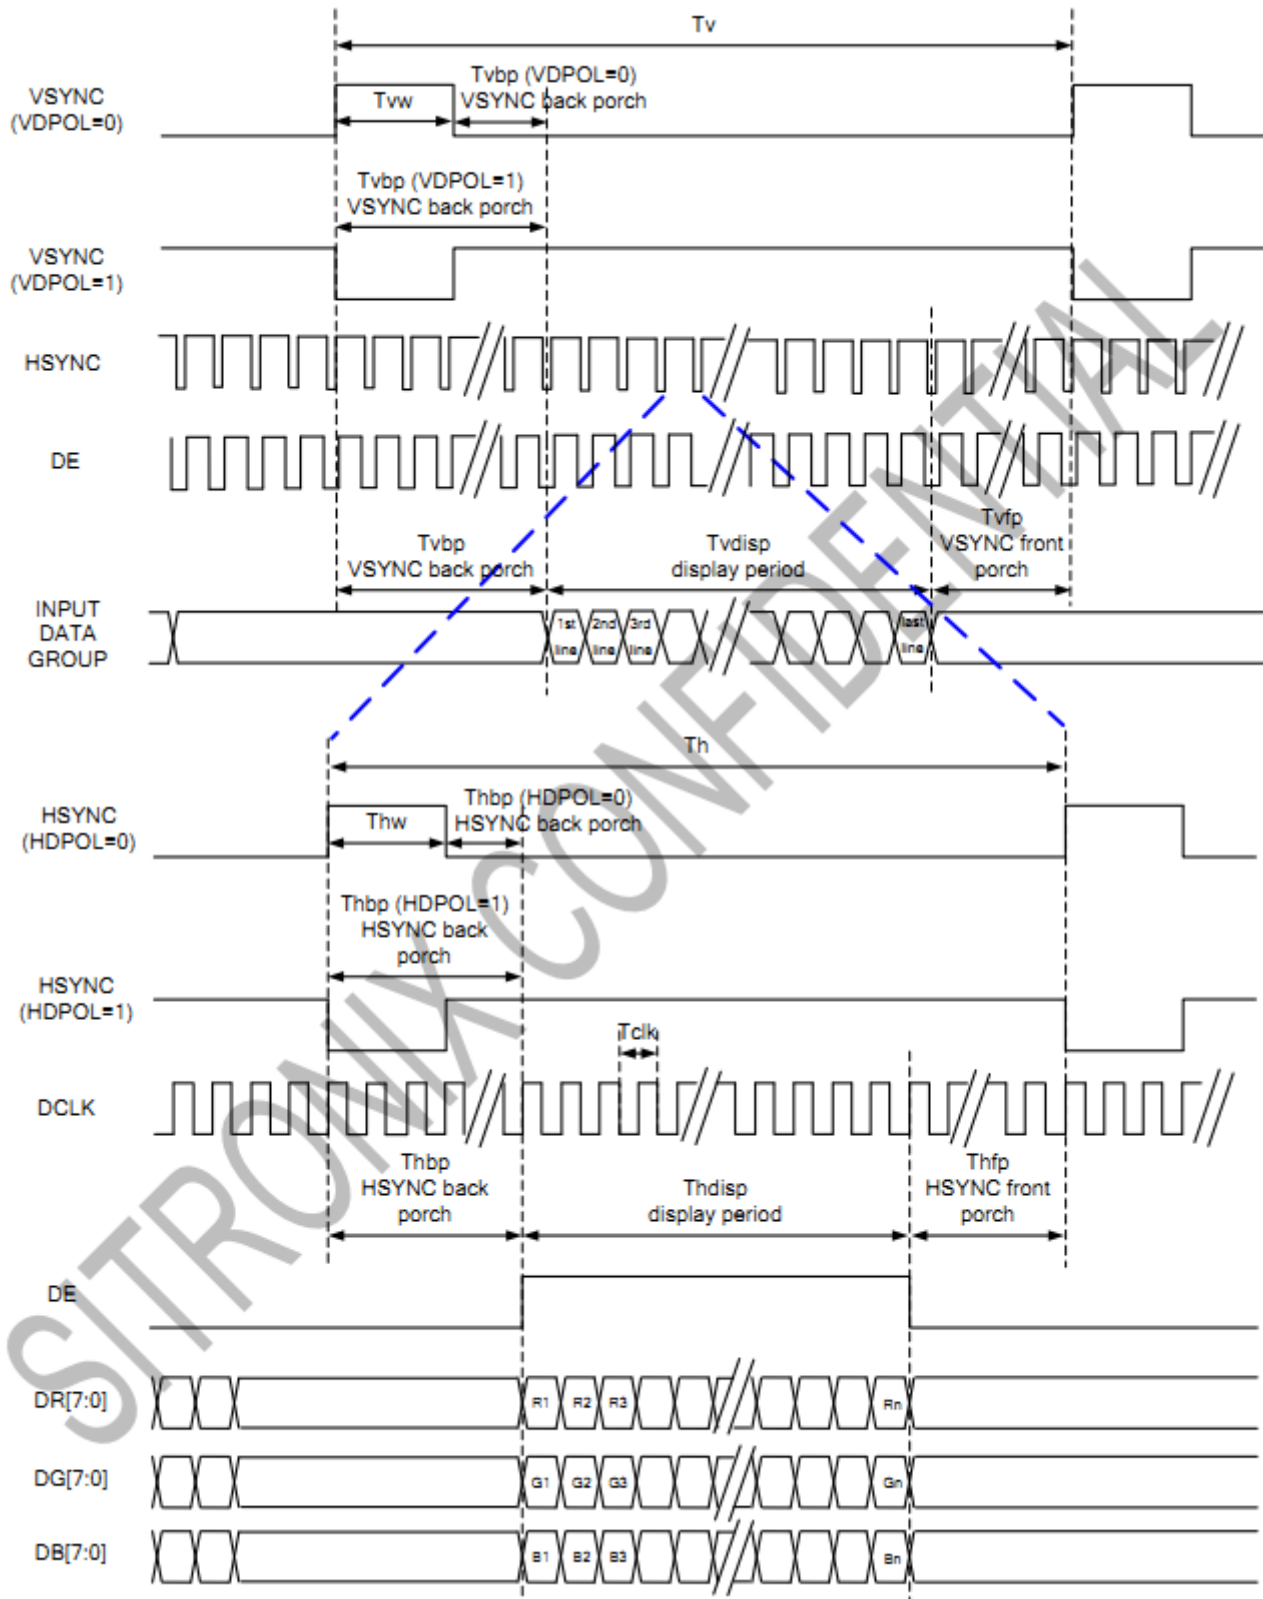 Tv
VSYNC
(VDPOL=0)
Tvw
Tvbp (VDPOL=0)
VSYNC back porch
Tvbp (VDPOL=1)
VSYNC back porch
VSYNC
(VDPOL=1)
HSYNC
DE
Tvbp
VSYNC back porch
Tvdisp
display period
Tvfp
VSYNC front
porch
INPUT
DATA
GROUP
1st
line
2nd
line
3rd
line
last
line
Th
HSYNC
(HDPOL=0)
Thw
Thbp (HDPOL=0)
HSYNC back porch
Thbp (HDPOL=1)
HSYNC back
porch
HSYNC
(HDPOL=1)
Tclk
DCLK
Thbp
HSYNC back
porch
Thdisp
display period
Thfp
HSYNC front
porch
DE
DR[7:0]
R1 R2 R3 Rn
DG[7:0]
G1 G2 G3 Gn
DB[7:0]
B1 B2 B3 Bn
SITRONIX CONFIDENTIAL